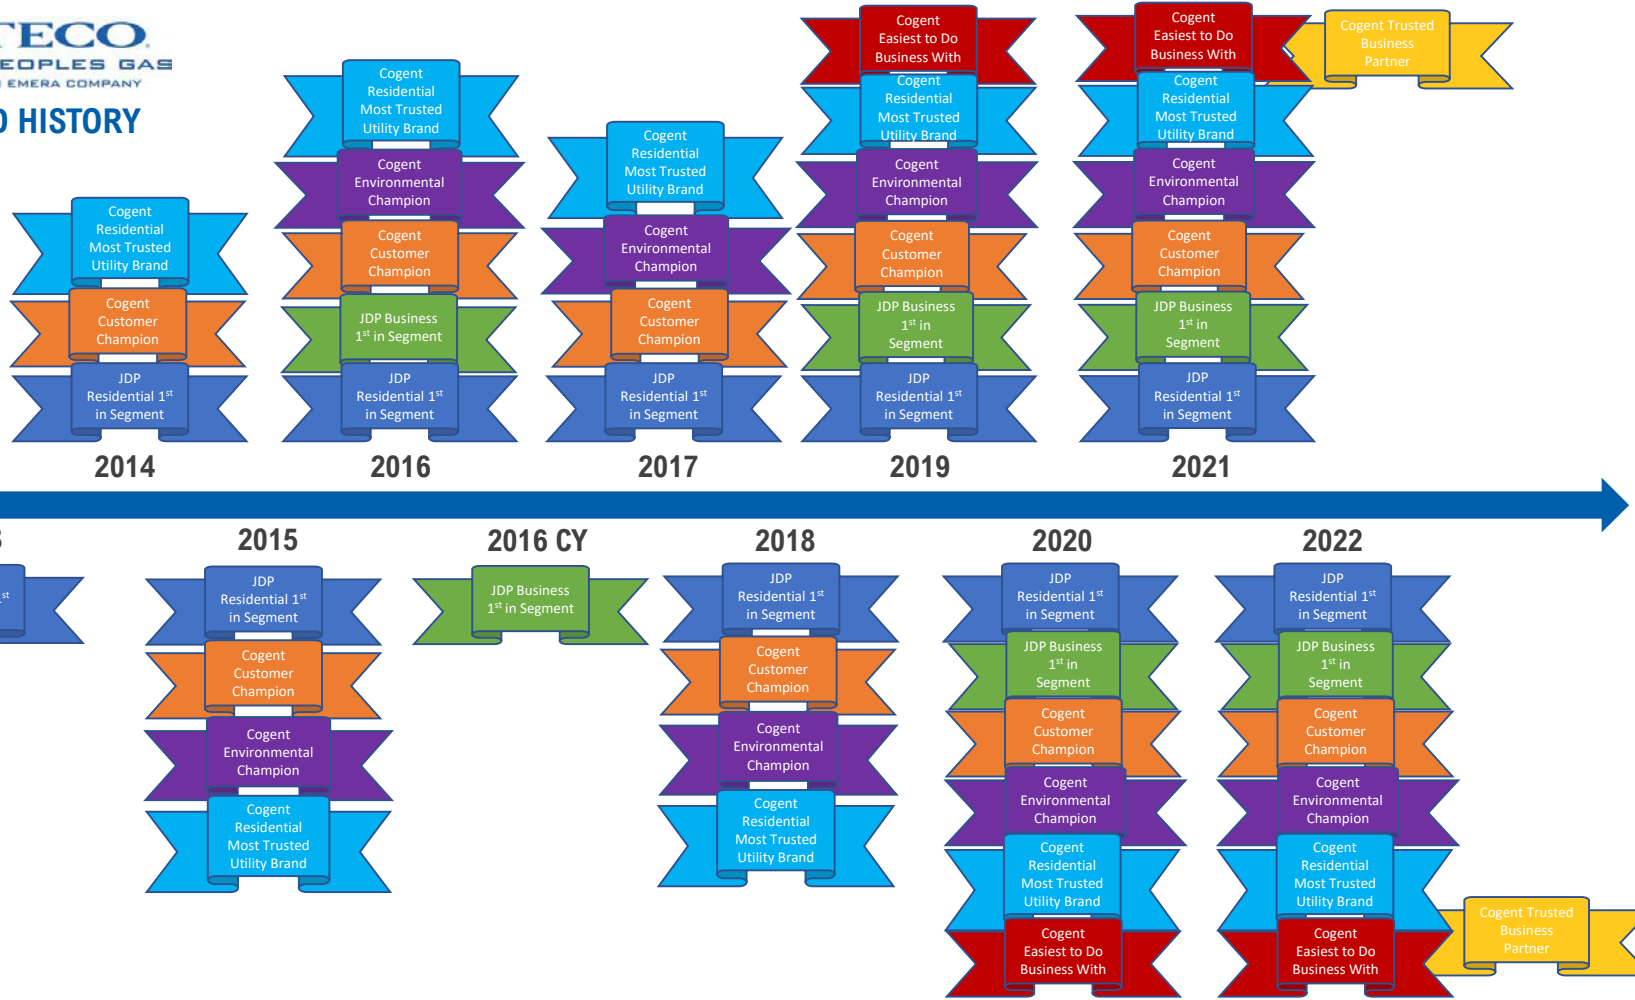 TECO.
EOPLES GAS
EMERA COMPANY
HISTORY
Cogent
Residential
Most Trusted
Utility Brand
Cogent
Customer
Champion
JDP
Residential 1st
in Segment
2014
Cogent
Residential
Most Trusted
Utility Brand
Cogent
Environmental
Champion
Cogent
Customer
Champion
JDP Business
1st in Segment
JDP
Residential 1st
in Segment
2016
Cogent
Residential
Most Trusted
Utility Brand
Cogent
Environmental
Champion
Cogent
Customer
Champion
JDP
Residential 1st
in Segment
2017
Cogent
Easiest to Do
Business With
Cogent
Residential
Most Trusted
Utility Brand
Cogent
Environmental
Champion
Cogent
Customer
Champion
JDP Business
1st in
Segment
JDP
Residential 1st
in Segment
2019
Cogent
Easiest to Do
Business With
Cogent
Residential
Most Trusted
Utility Brand
Cogent
Environmental
Champion
Cogent
Customer
Champion
JDP Business
1st in
Segment
JDP
Residential 1st
in Segment
2021
Cogent Trusted
Business
Partner
st
2015
JDP
Residential 1st
in Segment
Cogent
Customer
Champion
Cogent
Environmental
Champion
Cogent
Residential
Most Trusted
Utility Brand
2016 CY
JDP Business
1st in Segment
2018
JDP
Residential 1st
in Segment
Cogent
Customer
Champion
Cogent
Environmental
Champion
Cogent
Residential
Most Trusted
Utility Brand
2020
JDP
Residential 1st
in Segment
JDP Business
1st in
Segment
Cogent
Customer
Champion
Cogent
Environmental
Champion
Cogent
Residential
Most Trusted
Utility Brand
Cogent
Easiest to Do
Business With
2022
JDP
Residential 1st
in Segment
JDP Business
1st in
Segment
Cogent
Customer
Champion
Cogent
Environmental
Champion
Cogent
Residential
Most Trusted
Utility Brand
Cogent
Easiest to Do
Business With
Cogent Trusted
Business
Partner